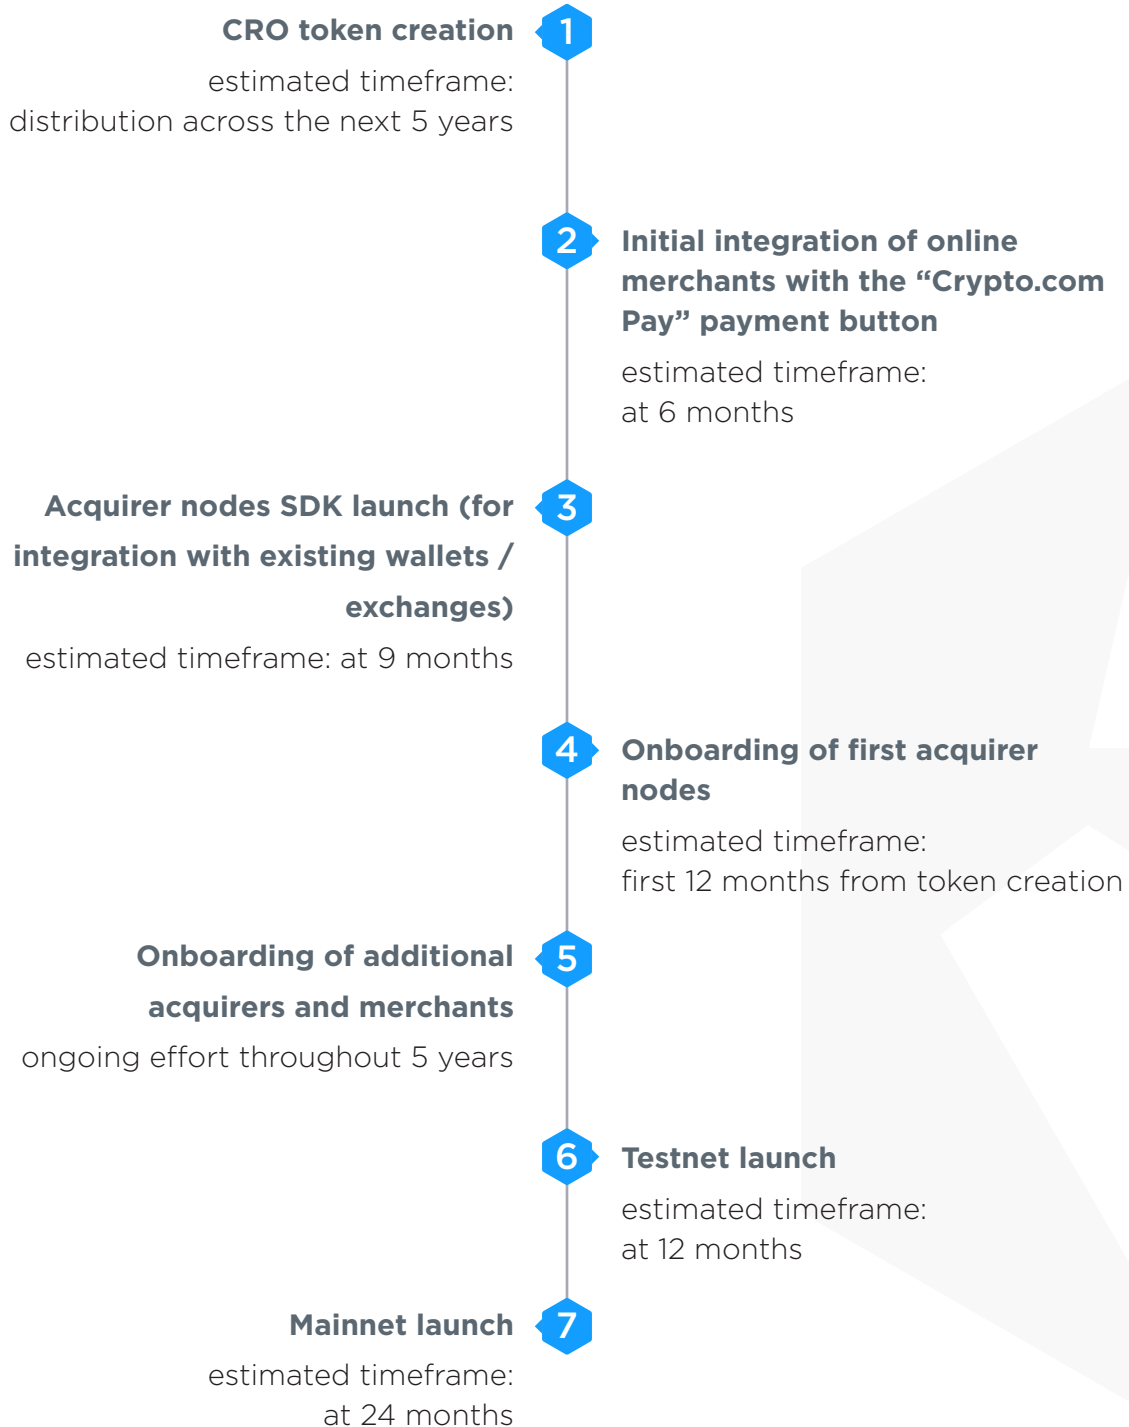 CRO token creation
1
estimated timeframe:
distribution across the next 5 years
2
Initial integration of online
merchants with the “Crypto.com
Pay” payment button
estimated timeframe:
at 6 months
Acquirer nodes SDK launch (for
3
integration with existing wallets /
exchanges)
estimated timeframe: at 9 months
4
Onboarding of first acquirer
nodes
estimated timeframe:
first 12 months from token creation
Onboarding of additional
5
acquirers and merchants
ongoing effort throughout 5 years
6
Testnet launch
estimated timeframe:
at 12 months
Mainnet launch
7
estimated timeframe:
at 24 months